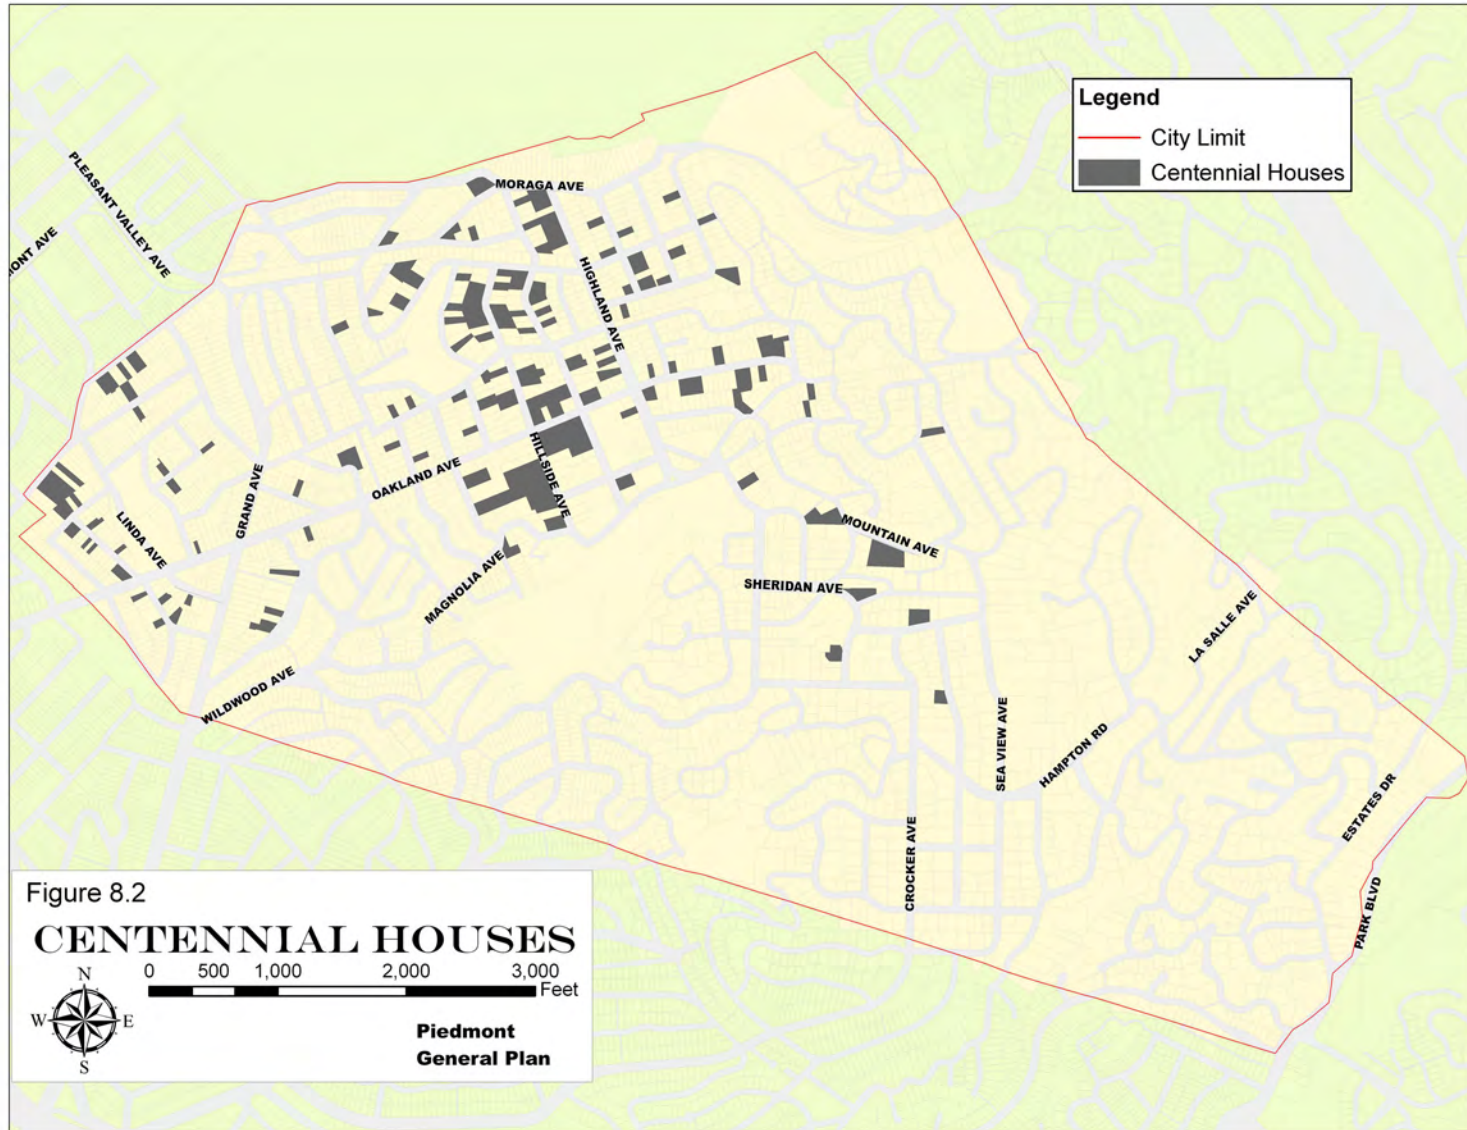 Legend
City Limit
Centennial Houses
MORAGA AVE
PLEASANT VALLEY AVE
MONT AVE
HIGHLAND AVE
HILLSIDE AVE
OAKLAND AVE
GRAND AVE
LINDA AVE
MAGNOLIA AVE
MOUNTAIN AVE
SHERIDAN AVE
WILDWOOD AVE
LA SALLE AVE
SEA VIEW AVE
HAMPTON RD
CROCKER AVE
ESTATES DR
PARK BLVD
Figure 8.2
CENTENNIAL HOUSES
0 500 1,000 2,000 3,000
Feet
N
W E
S
Piedmont
General Plan